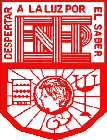 DESPERTAR
A LA LUZ POR
EL SABER
ENP